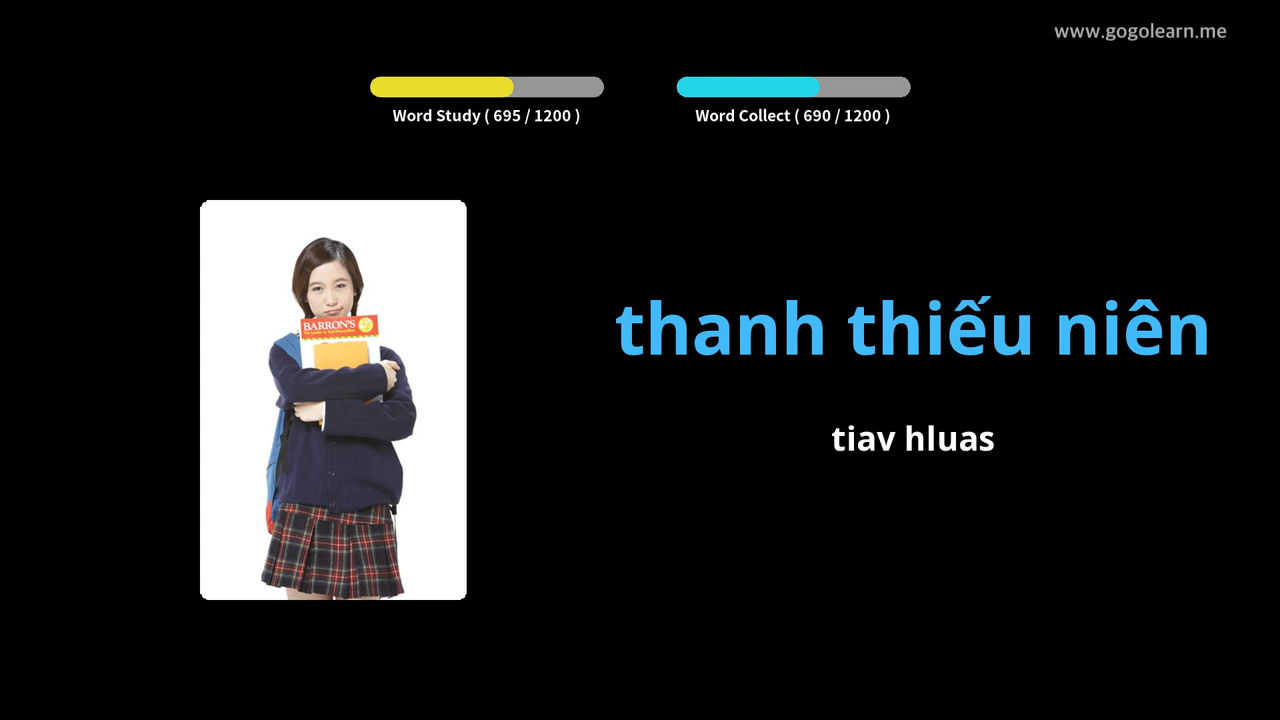 www.gogolearn.me
Word Study ( 695 / 1200 )
Word Collect ( 690 / 1200 )
BARRON'S
thanh thiếu niên
tiav hluas